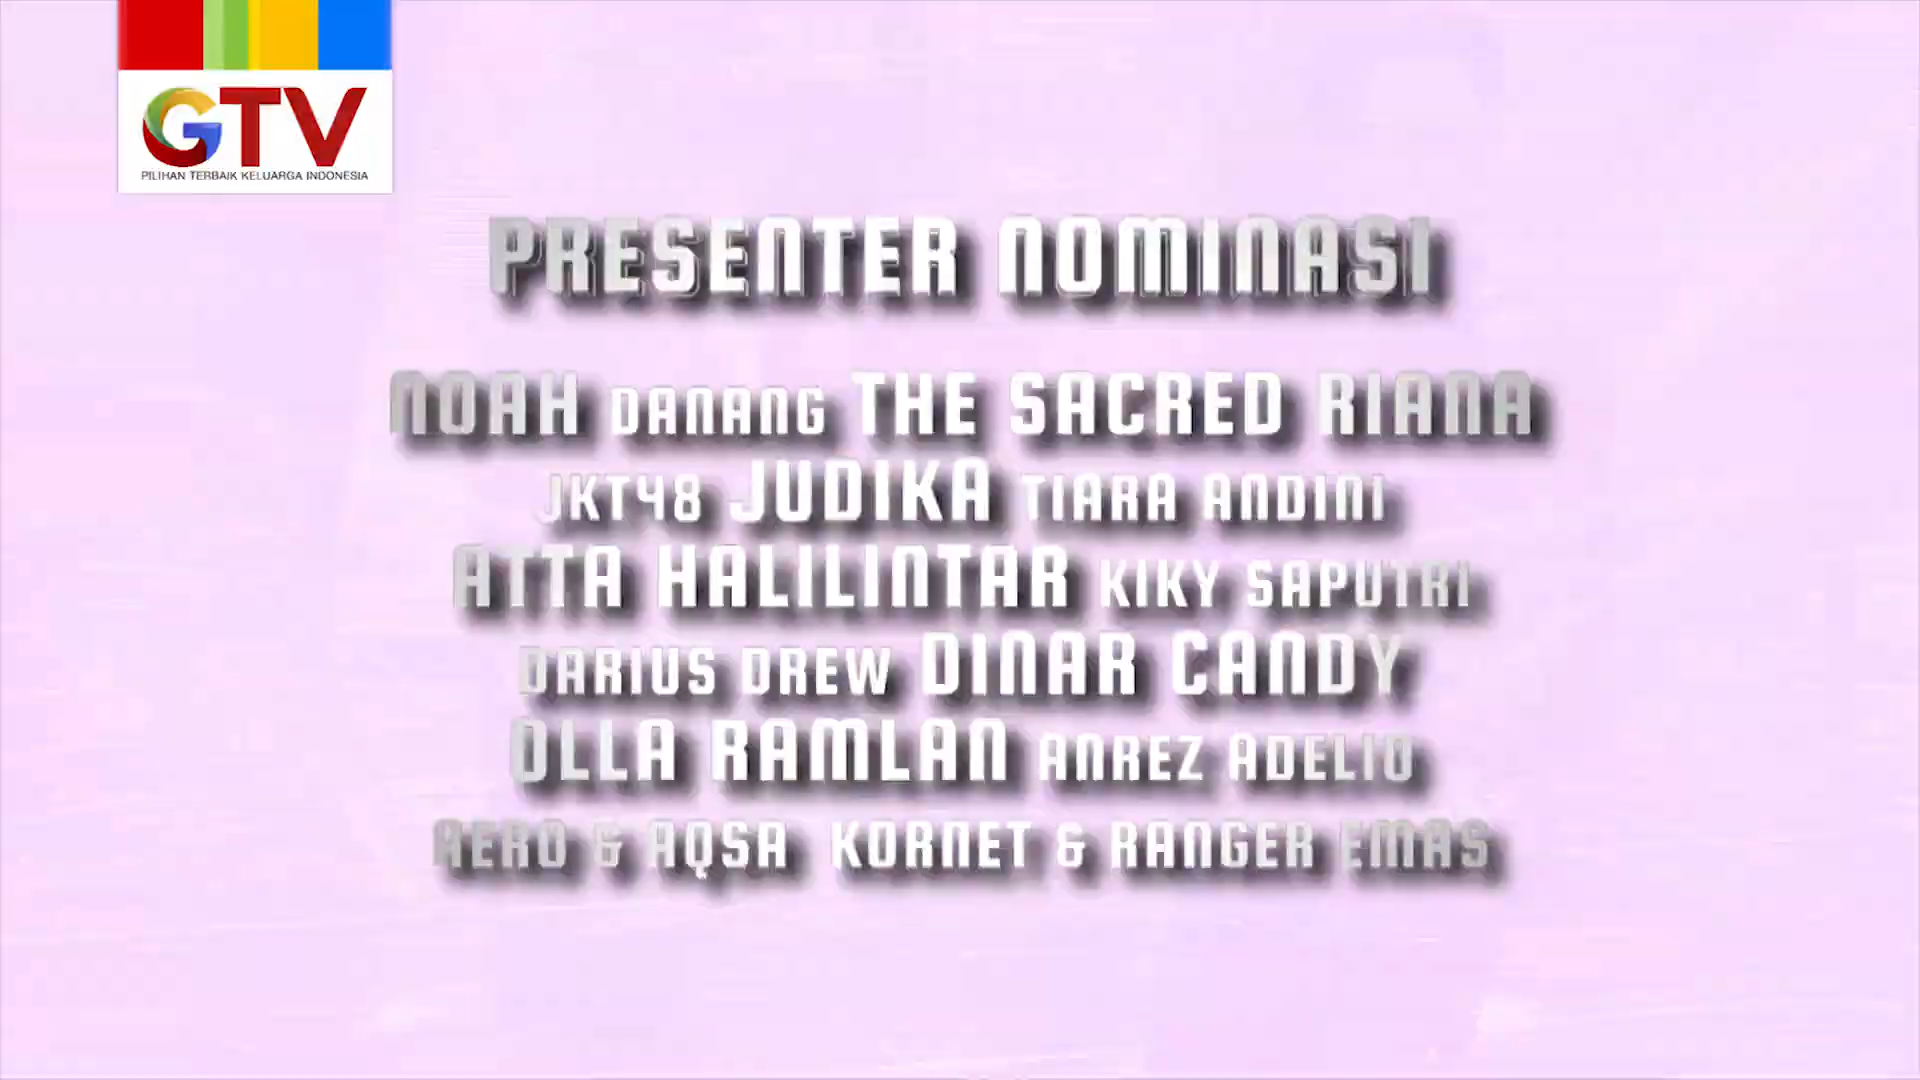 GTV
PILIHAN TERBAIK KELUARGA INDONESIA
PRESENTER NOMINASI
NOAH DANANG THE SACRED RIANA
JKT48 JUDIKA TIARA ANDINI
ATTA HALILINTAR KIKY SAPUTRI
DARIUS DREW DINAR CANDY
OLLA RAMLAN ANREZ ADELIO
AERO & AQSA KORNET & RANGER EMAS